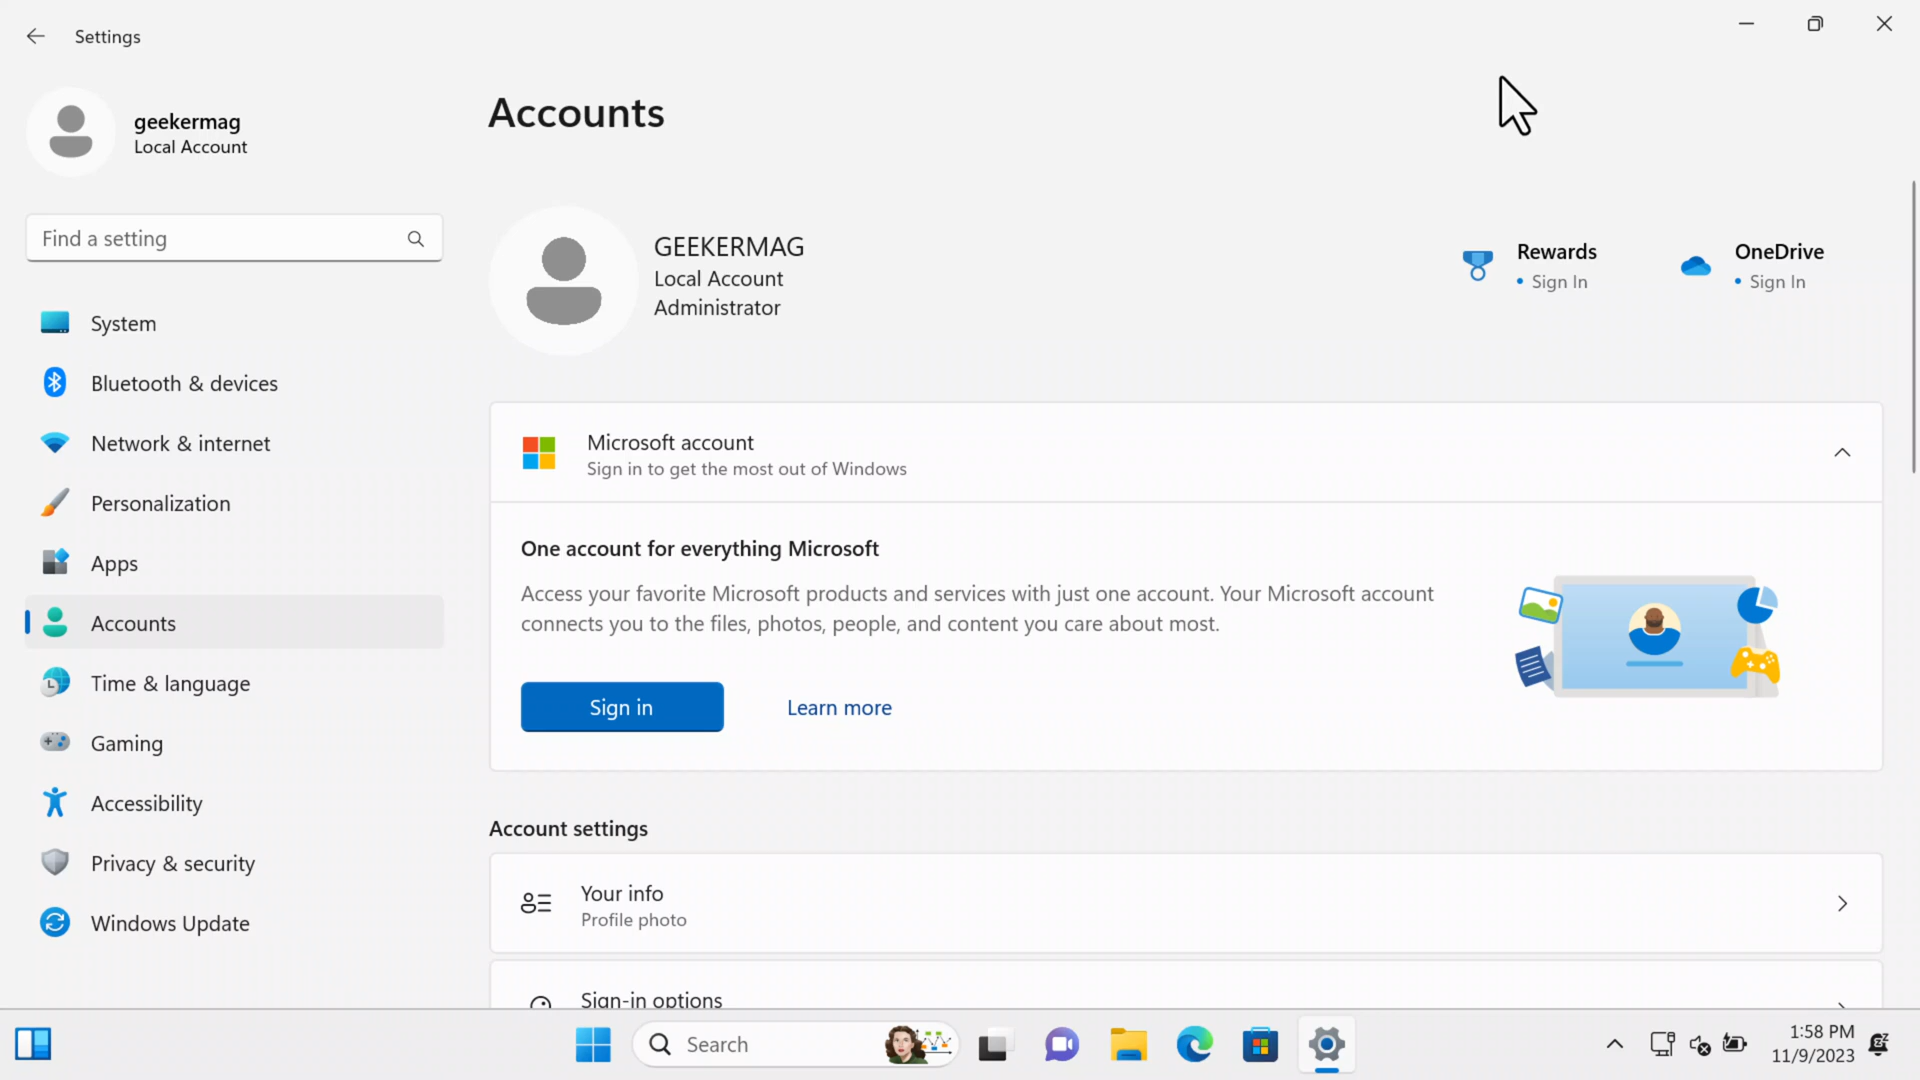 Settings
geekermag
Local Account
Find a setting
System
Bluetooth & devices
Network & internet
Personalization
Apps
Accounts
Time & language
Gaming
Accessibility
Privacy & security
Windows Update
Accounts
GEEKERMAG
Local Account
Administrator
Rewards
• Sign In
OneDrive
• Sign In
Microsoft account
Sign in to get the most out of Windows
One account for everything Microsoft
Access your favorite Microsoft products and services with just one account. Your Microsoft account
connects you to the files, photos, people, and content you care about most.
Sign in
Learn more
Account settings
Your info
Profile photo
Sign-in options
Search
1:58 PM
11/9/2023